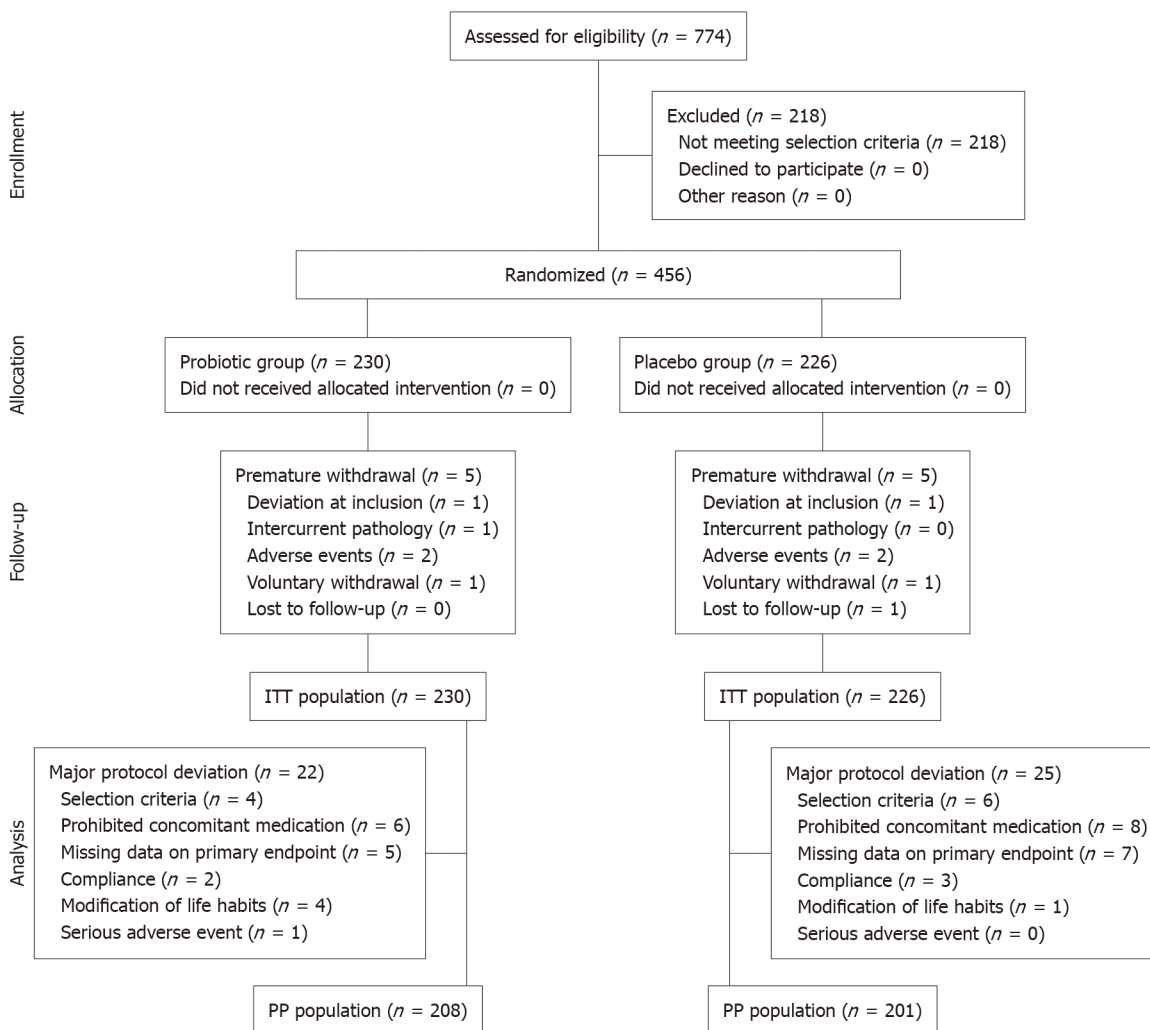 Assessed for eligibility (n = 774)
Enrollment
Excluded (n = 218)
Not meeting selection criteria (n = 218)
Declined to participate (n = 0)
Other reason (n = 0)
Randomized (n = 456)
Allocation
Probiotic group (n = 230)
Did not received allocated intervention (n = 0)
Placebo group (n = 226)
Did not received allocated intervention (n = 0)
Follow-up
Premature withdrawal (n = 5)
Deviation at inclusion (n = 1)
Intercurrent pathology (n = 1)
Adverse events (n = 2)
Voluntary withdrawal (n = 1)
Lost to follow-up (n = 0)
Premature withdrawal (n = 5)
Deviation at inclusion (n = 1)
Intercurrent pathology (n = 0)
Adverse events (n = 2)
Voluntary withdrawal (n = 1)
Lost to follow-up (n = 1)
ITT population (n = 230)
ITT population (n = 226)
Analysis
Major protocol deviation (n = 22)
Selection criteria (n = 4)
Prohibited concomitant medication (n = 6)
Missing data on primary endpoint (n = 5)
Compliance (n = 2)
Modification of life habits (n = 4)
Serious adverse event (n = 1)
Major protocol deviation (n = 25)
Selection criteria (n = 6)
Prohibited concomitant medication (n = 8)
Missing data on primary endpoint (n = 7)
Compliance (n = 3)
Modification of life habits (n = 1)
Serious adverse event (n = 0)
PP population (n = 208)
PP population (n = 201)